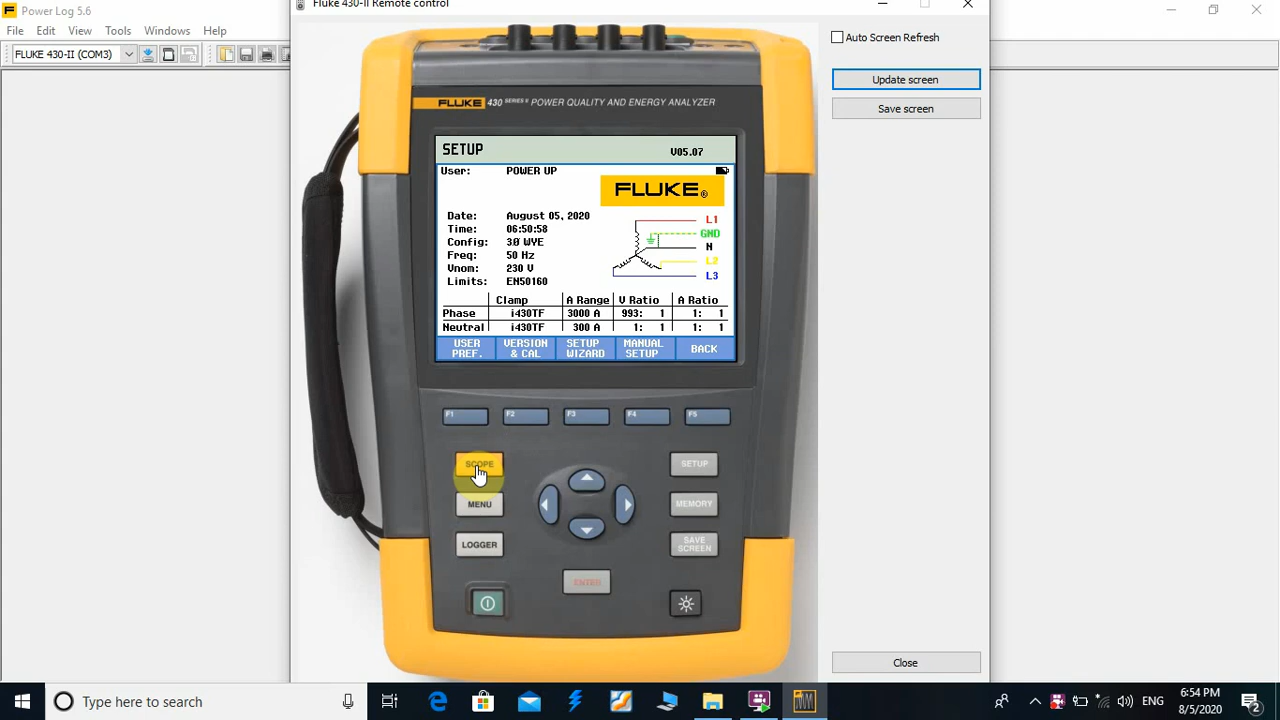 Power Log 5.6
Fluke 430-II Remote control
File Edit View Tools Window Help
FLUKE 430-II (COM3)
Auto Screen Refresh
Update screen
Save screen
FLUKE 430 SERIES II POWER QUALITY AND ENERGY ANALYZER
SETUP V05.07
User: POWER UP
FLUKE®
Date: August 05, 2020
Time: 06:50:58
Config: 3Ø WYE
Freq: 50 Hz
Vnom: 230 V
Limits: EN50160
L1
GND
N
L2
L3
Clamp A Range V Ratio A Ratio
Phase i430TF 3000 A 993: 1 1: 1
Neutral i430TF 300 A 1: 1 1: 1
USER PREF.
VERSION & CAL
SETUP WIZARD
MANUAL SETUP
BACK
F1 F2 F3 F4 F5
SCOPE
SETUP
MENU
MEMORY
LOGGER
SAVE SCREEN
ENTER
Close
Type here to search
ENG
6:54 PM
8/5/2020
2